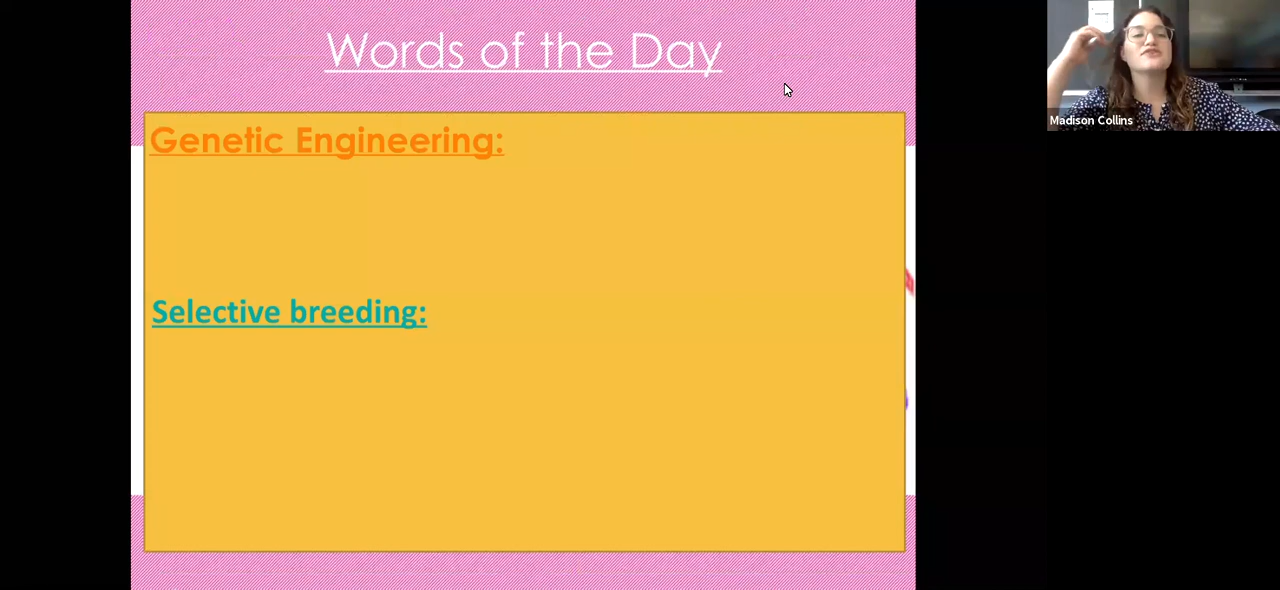 Words of the Day
Genetic Engineering:
Selective breeding:
Madison Collins